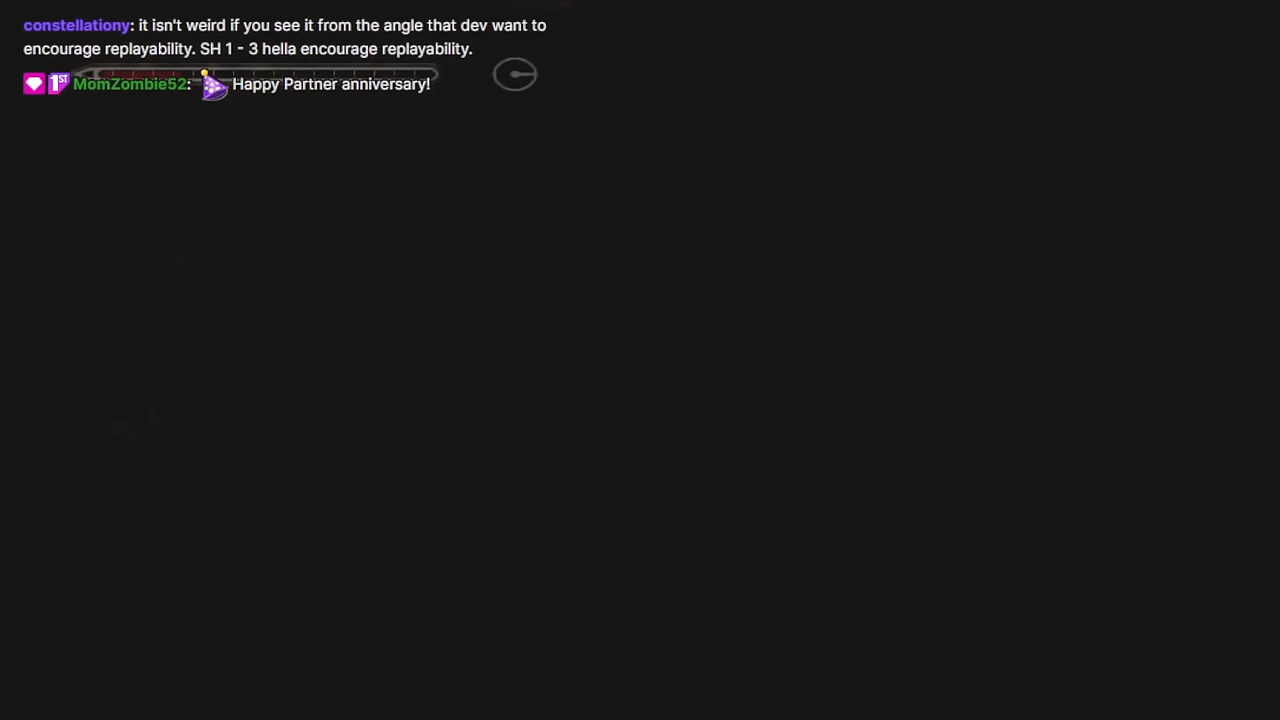 constellationy: it isn't weird if you see it from the angle that dev want to
encourage replayability. SH 1 - 3 hella encourage replayability.
1ST MomZombie52: Happy Partner anniversary!